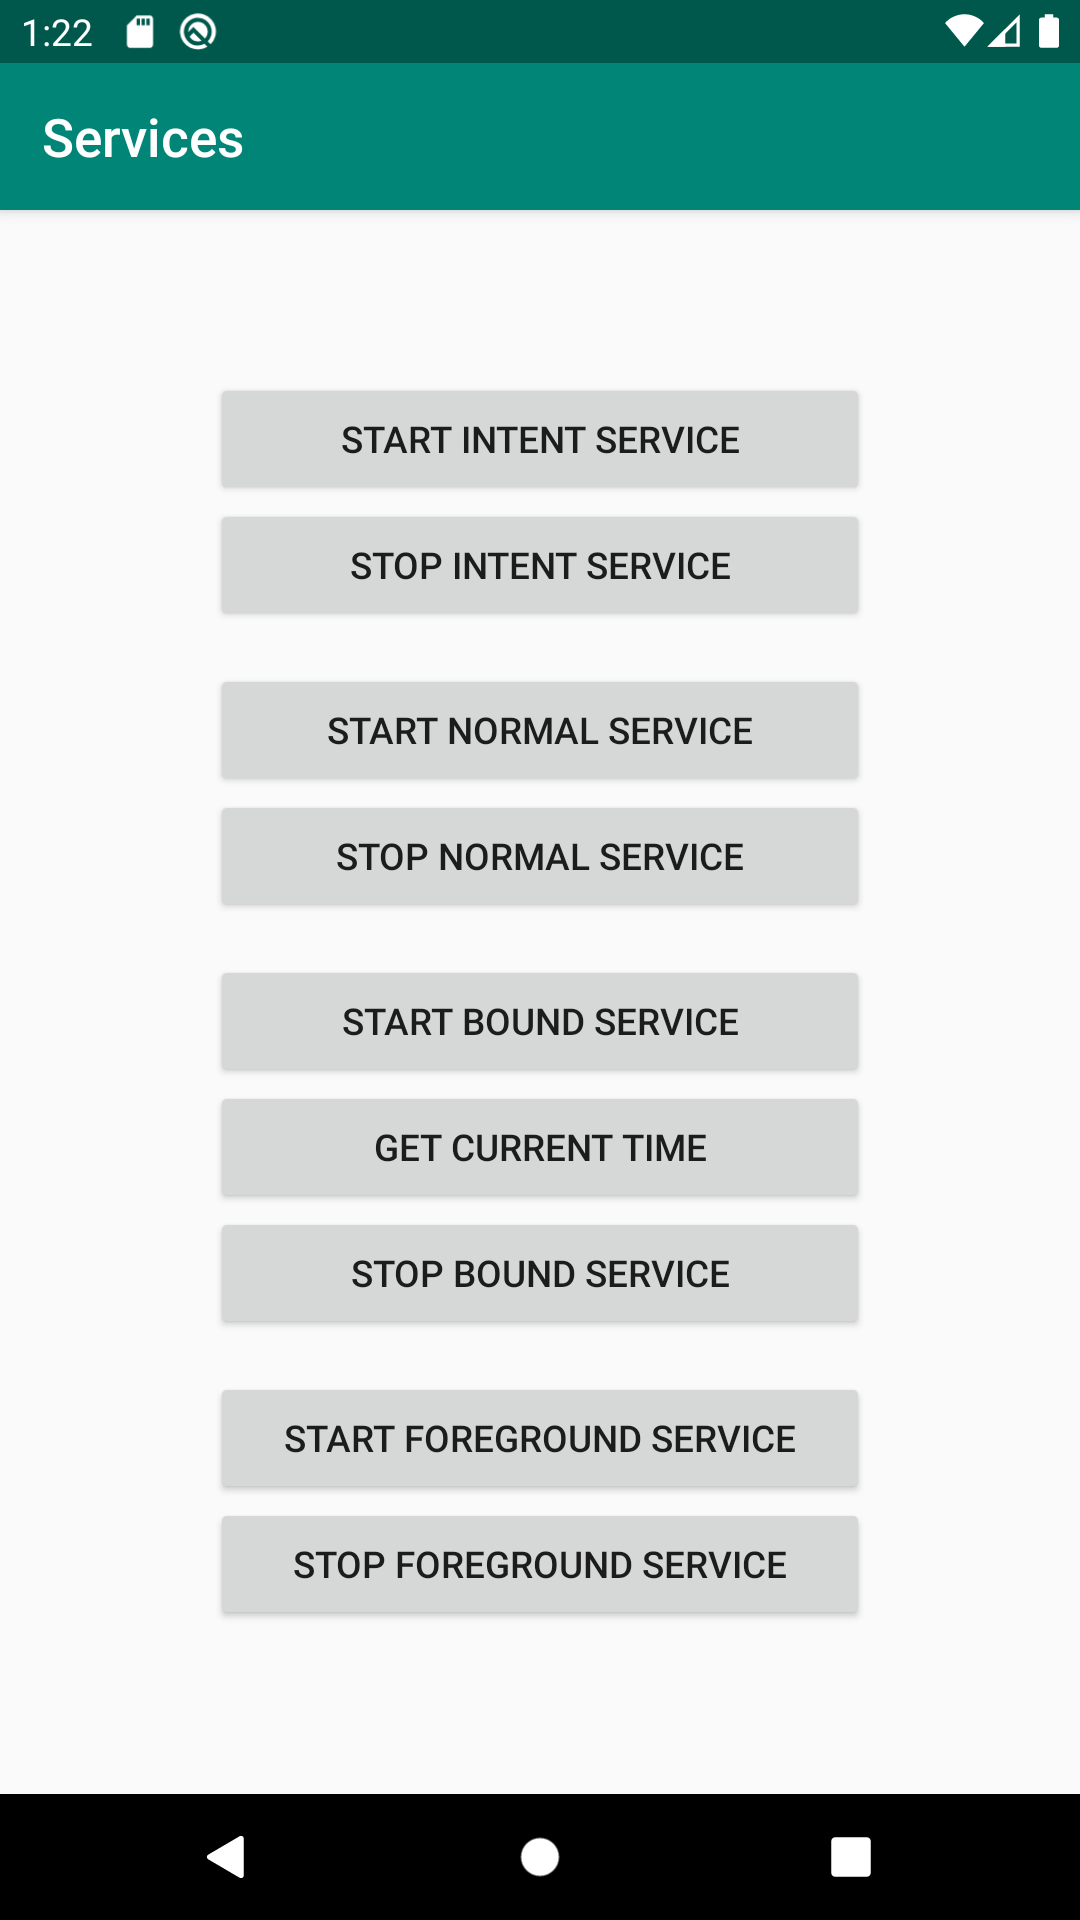 1:22
Services
START INTENT SERVICE
STOP INTENT SERVICE
START NORMAL SERVICE
STOP NORMAL SERVICE
START BOUND SERVICE
GET CURRENT TIME
STOP BOUND SERVICE
START FOREGROUND SERVICE
STOP FOREGROUND SERVICE